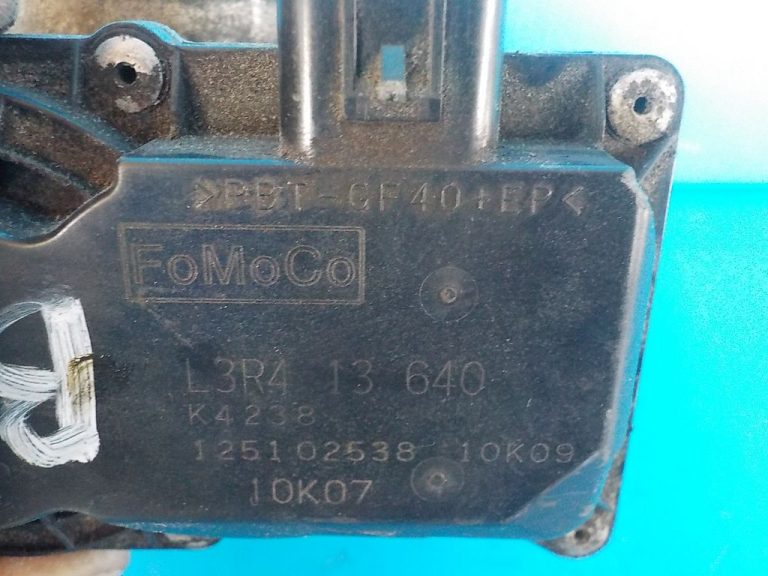 >PBT-GF40+EP<
FoMoCo
L3R4 13 640
K4238
125102538 10K09
10K07